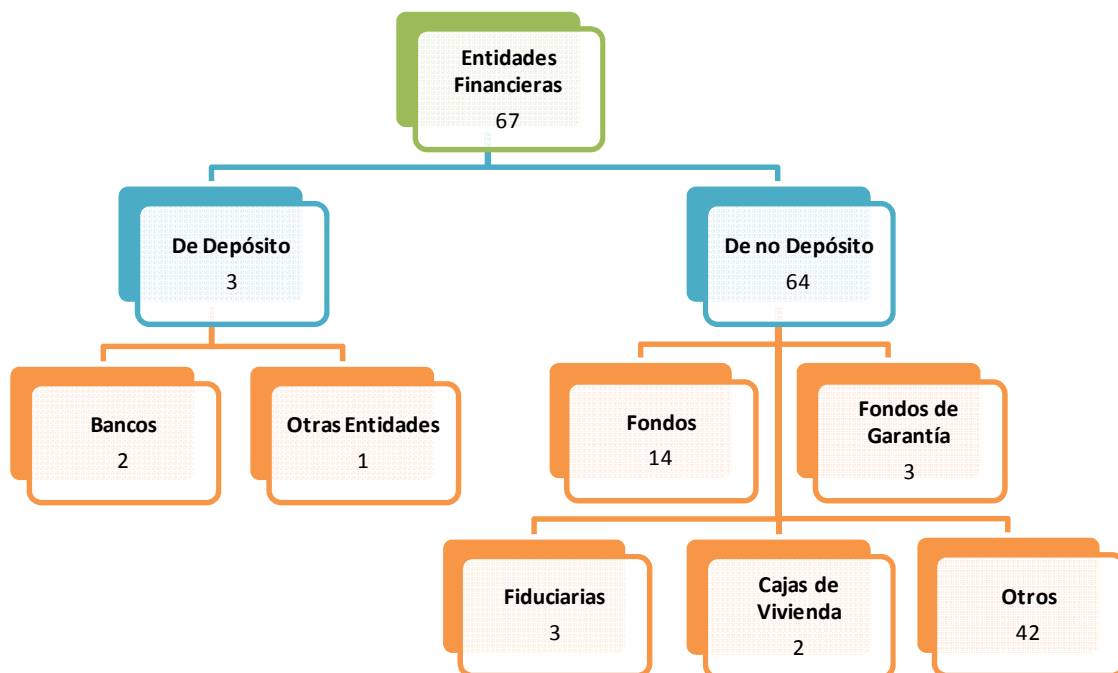 Entidades
Financieras
67
De Depósito
3
De no Depósito
64
Bancos
2
Otras Entidades
1
Fondos
14
Fondos de
Garantía
3
Fiduciarias
3
Cajas de
Vivienda
2
Otros
42